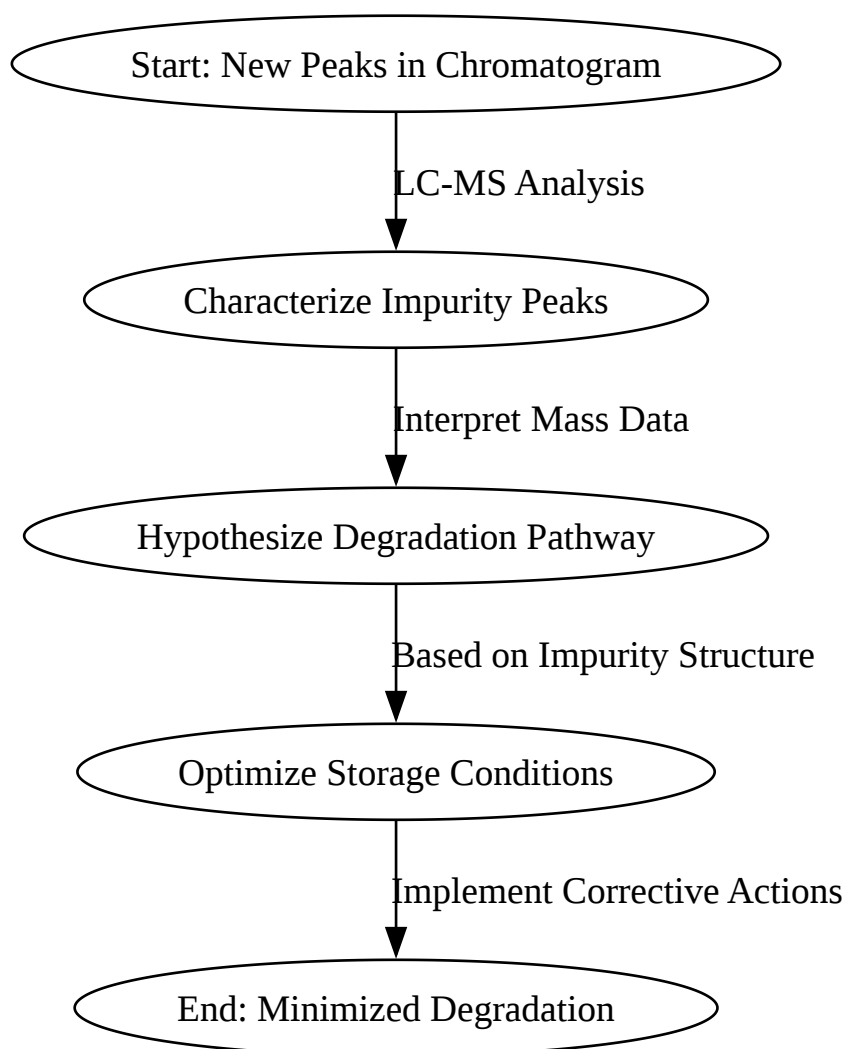 Start: New Peaks in Chromatogram
LC-MS Analysis
Characterize Impurity Peaks
Interpret Mass Data
Hypothesize Degradation Pathway
Based on Impurity Structure
Optimize Storage Conditions
Implement Corrective Actions
End: Minimized Degradation